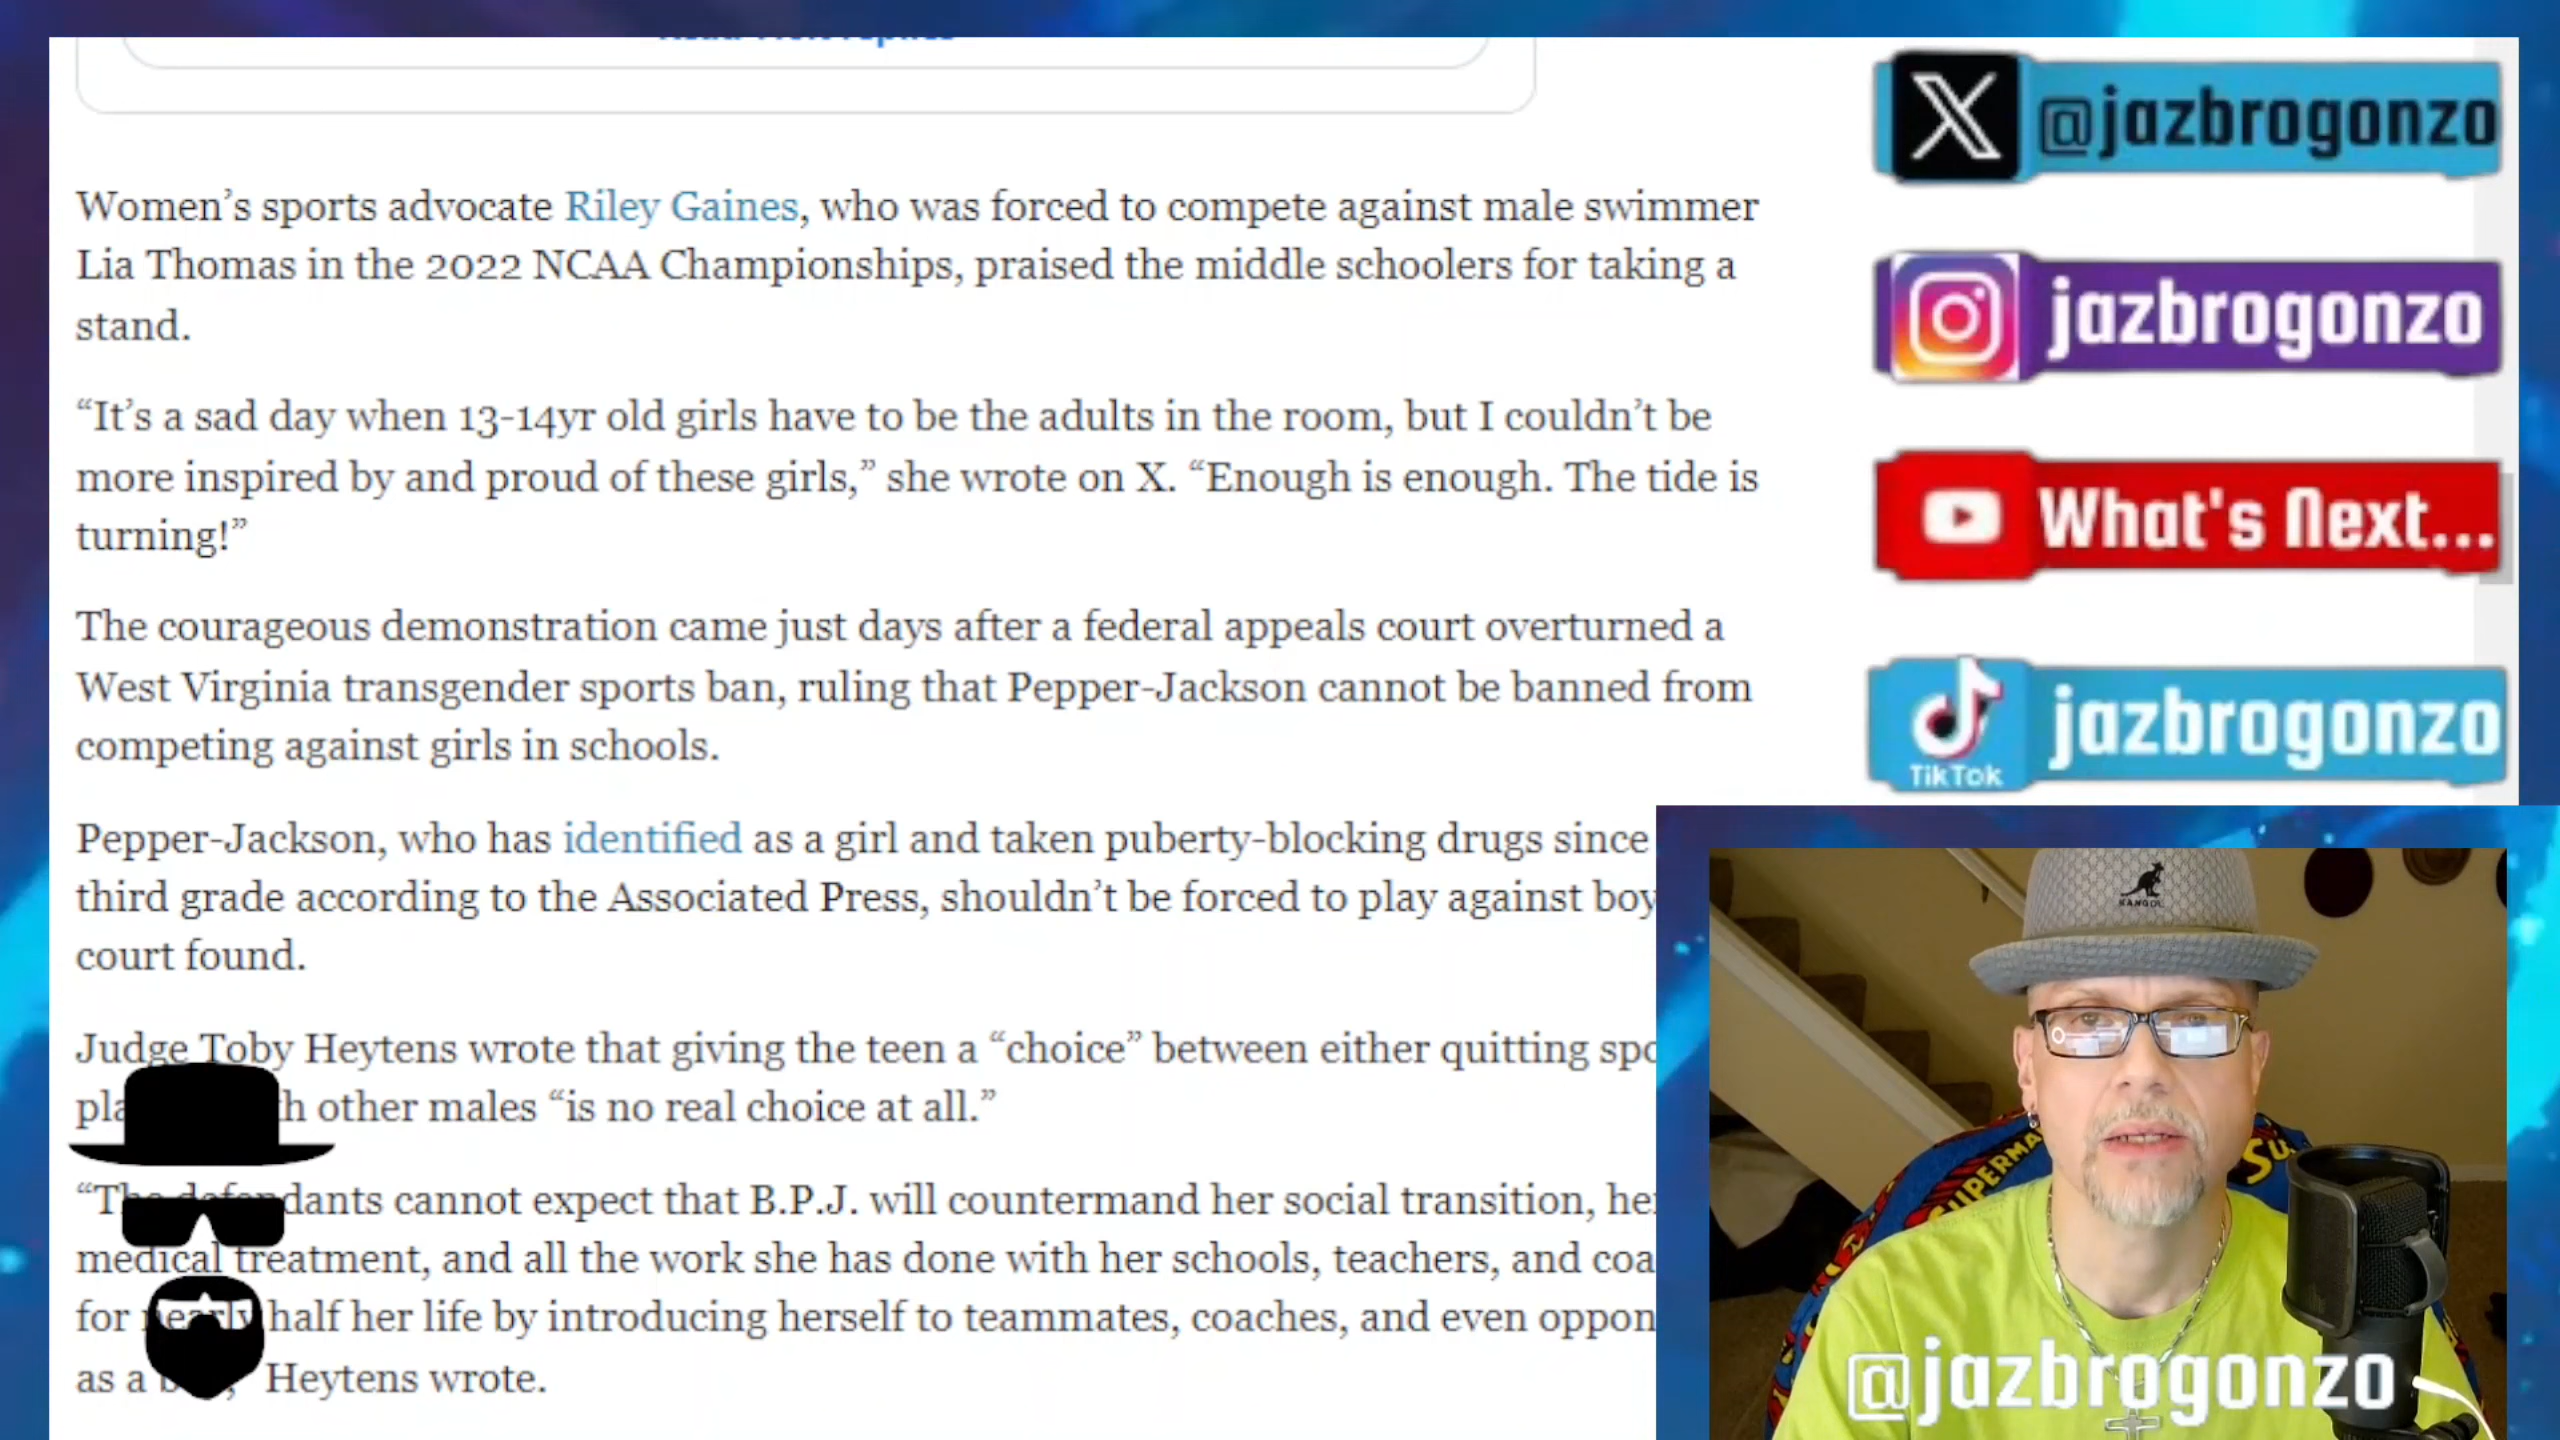 Women’s sports advocate Riley Gaines, who was forced to compete against male swimmer
Lia Thomas in the 2022 NCAA Championships, praised the middle schoolers for taking a
stand.
“It’s a sad day when 13-14yr old girls have to be the adults in the room, but I couldn’t be
more inspired by and proud of these girls,” she wrote on X. “Enough is enough. The tide is
turning!”
The courageous demonstration came just days after a federal appeals court overturned a
West Virginia transgender sports ban, ruling that Pepper-Jackson cannot be banned from
competing against girls in schools.
Pepper-Jackson, who has identified as a girl and taken puberty-blocking drugs since
third grade according to the Associated Press, shouldn’t be forced to play against boy
court found.
Judge Toby Heytens wrote that giving the teen a “choice” between either quitting spo
other males “is no real choice at all.”
cannot expect that B.P.J. will countermand her social transition, her
medical treatment, and all the work she has done with her schools, teachers, and coa
for nearly half her life by introducing herself to teammates, coaches, and even oppon
as a Heytens wrote.
@jazbrogonzo
jazbrogonzo
What's Next...
TikTok
jazbrogonzo
KANGOL
SUPERMA
SU
@jazbrogonzo